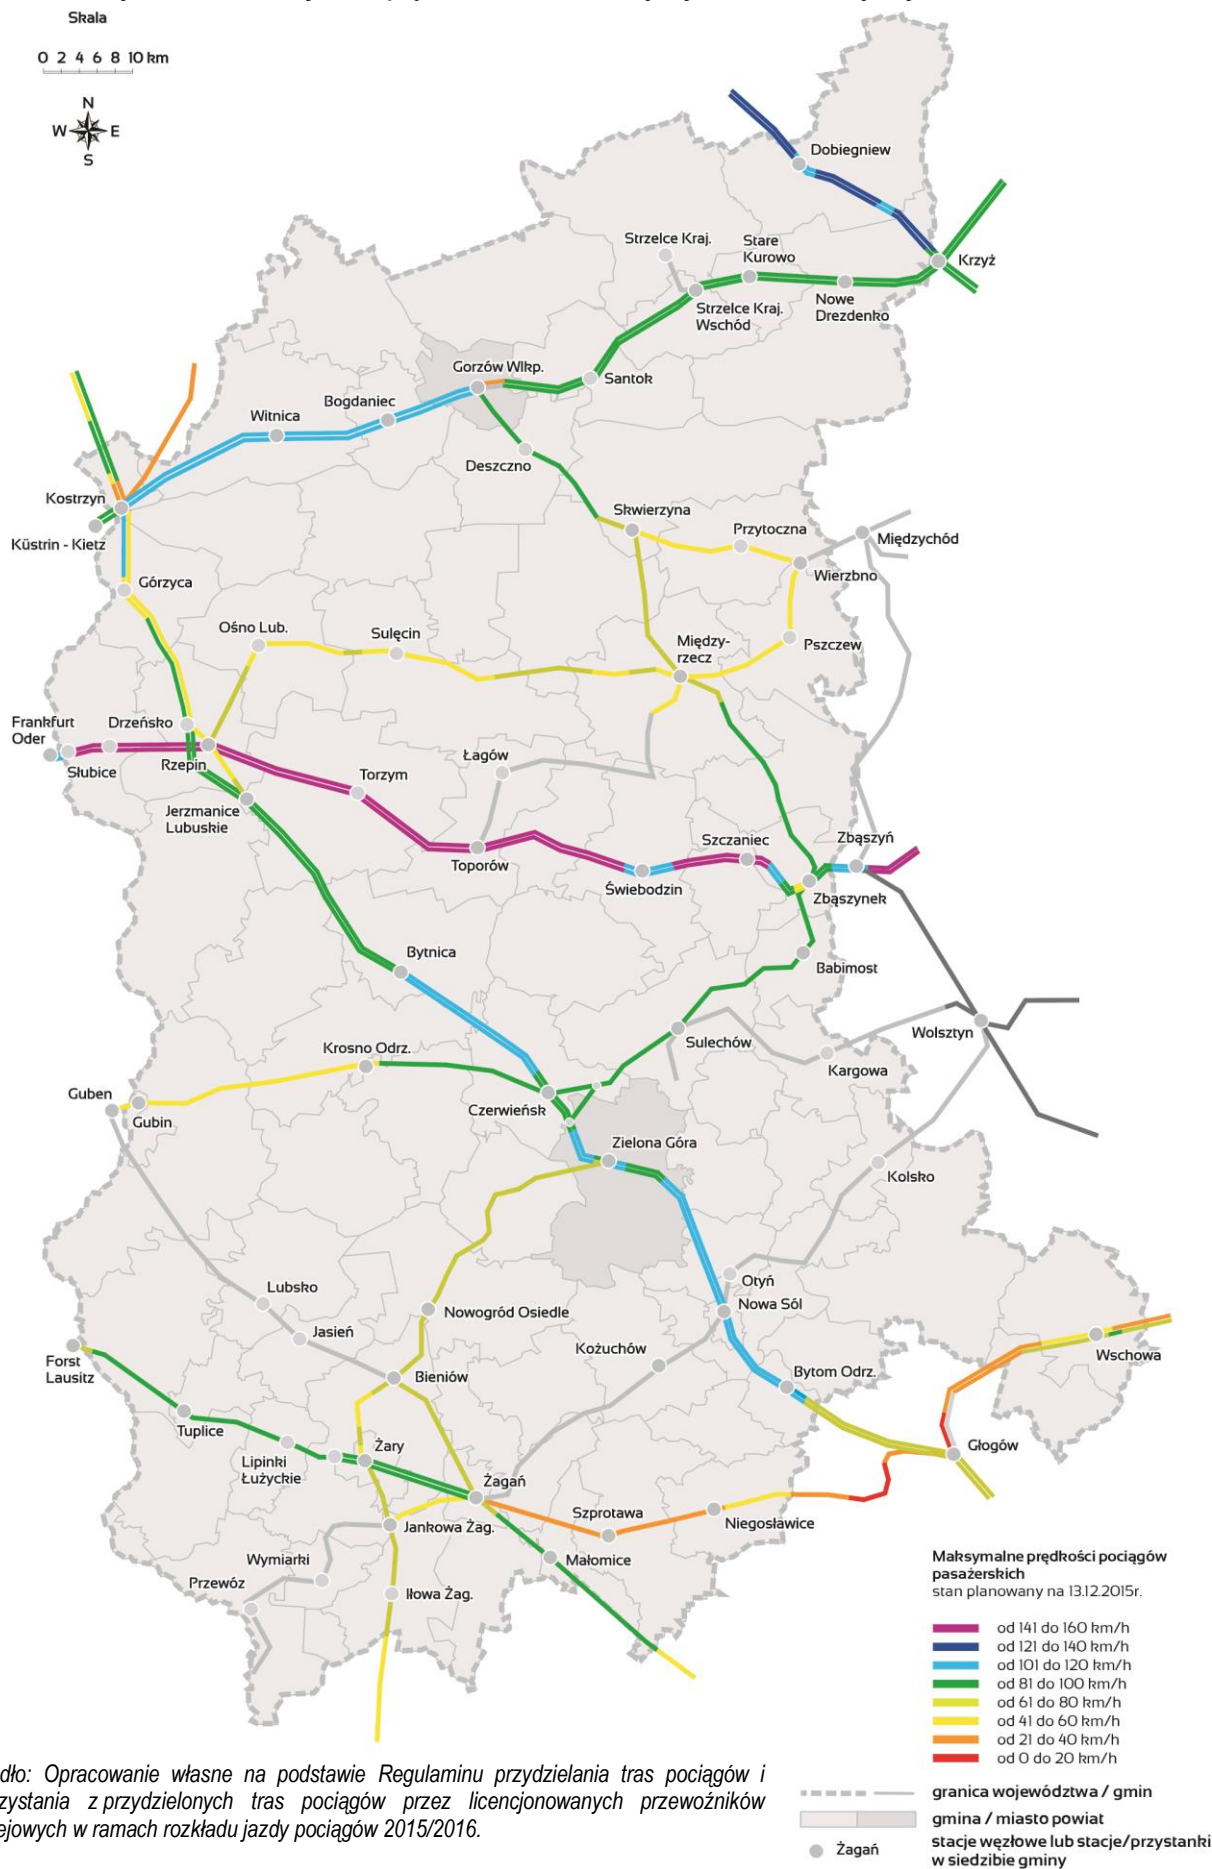 Skala
0 2 4 6 8 10 km
N
W E
S
Dobiegniew
Strzelce Kraj.
Stare
Kurowo
Krzyż
Nowe
Drezdenko
Strzelce Kraj.
Wschód
Gorzów Wlkp.
Santok
Bogdaniec
Witnica
Deszczno
Kostrzyn
Küstrin - Kietz
Skwierzyna
Przytoczna
Międzychód
Wierzbno
Górzyca
Ośno Lub.
Sulęcin
Między-
rzecz
Pszczew
Frankfurt
Oder
Drzeńsko
Słubice
Rzepin
Łagów
Torzym
Jerzmanice
Lubuskie
Toporów
Szczaniec
Zbąszyń
Świebodzin
Zbąszynek
Bytnica
Babimost
Wolsztyn
Sulechów
Krosno Odrz.
Kargowa
Guben
Gubin
Czerwieńsk
Zielona Góra
Kolsko
Otyń
Lubsko
Nowogród Osiedle
Nowa Sól
Jasień
Kożuchów
Wschowa
Forst
Lausitz
Bieniów
Bytom Odrz.
Tuplice
Żary
Głogów
Lipinki
Łużyckie
Żagań
Szprotawa
Niegosławice
Jankowa Żag.
Wymiarki
Małomice
Przewóz
Iłowa Żag.
Maksymalne prędkości pociągów
pasażerskich
stan planowany na 13.12.2015r.
od 141 do 160 km/h
od 121 do 140 km/h
od 101 do 120 km/h
od 81 do 100 km/h
od 61 do 80 km/h
od 41 do 60 km/h
od 21 do 40 km/h
od 0 do 20 km/h
granica województwa / gmin
gmina / miasto powiat
Żagań
stacje węzłowe lub stacje/przystanki
w siedzibie gminy
dło: Opracowanie własne na podstawie Regulaminu przydzielania tras pociągów i
zystania z przydzielonych tras pociągów przez licencjonowanych przewoźników
ejowych w ramach rozkładu jazdy pociągów 2015/2016.